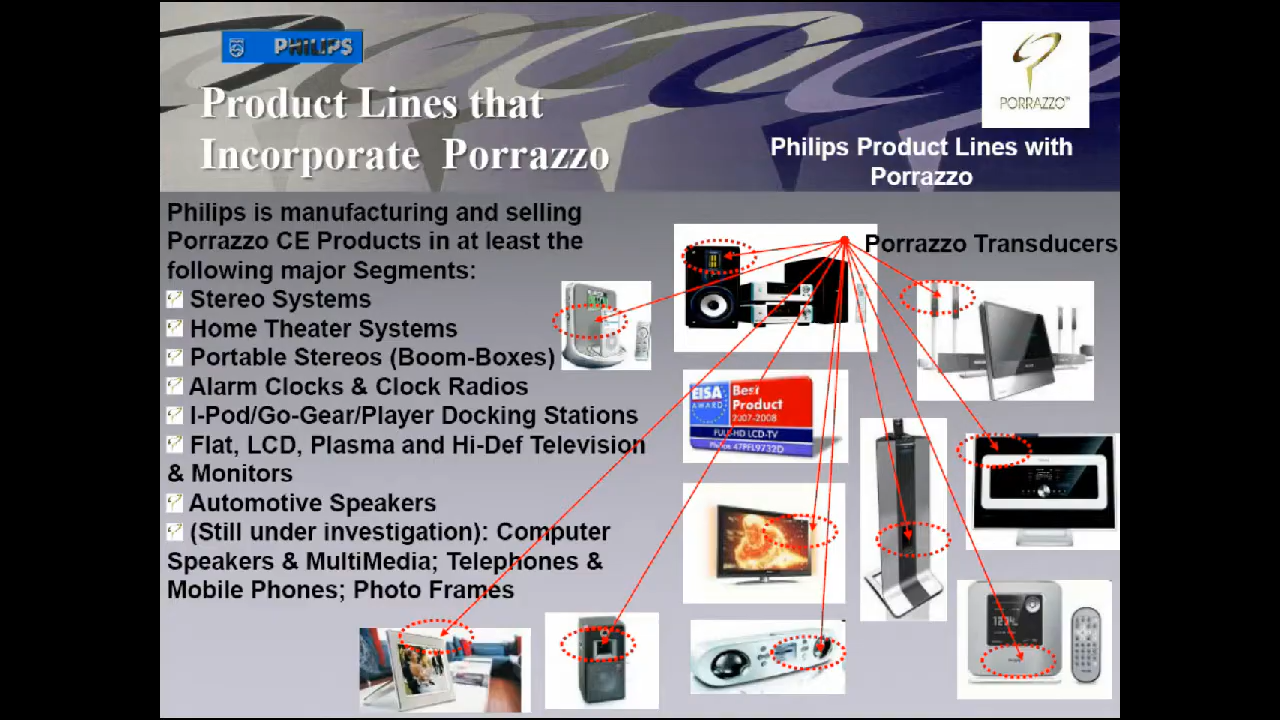 PHILIPS
PORRAZZO™
Product Lines that
Incorporate Porrazzo
Philips Product Lines with
Porrazzo
Philips is manufacturing and selling
Porrazzo CE Products in at least the
following major Segments:
Stereo Systems
Home Theater Systems
Portable Stereos (Boom-Boxes)
Alarm Clocks & Clock Radios
I-Pod/Go-Gear/Player Docking Stations
Flat, LCD, Plasma and Hi-Def Television
& Monitors
Automotive Speakers
(Still under investigation): Computer
Speakers & MultiMedia; Telephones &
Mobile Phones; Photo Frames
Porrazzo Transducers
EISA
AWARD
Best
Product
2007-2008
FULL-HD LCD-TV
Philips 47PFL9732D